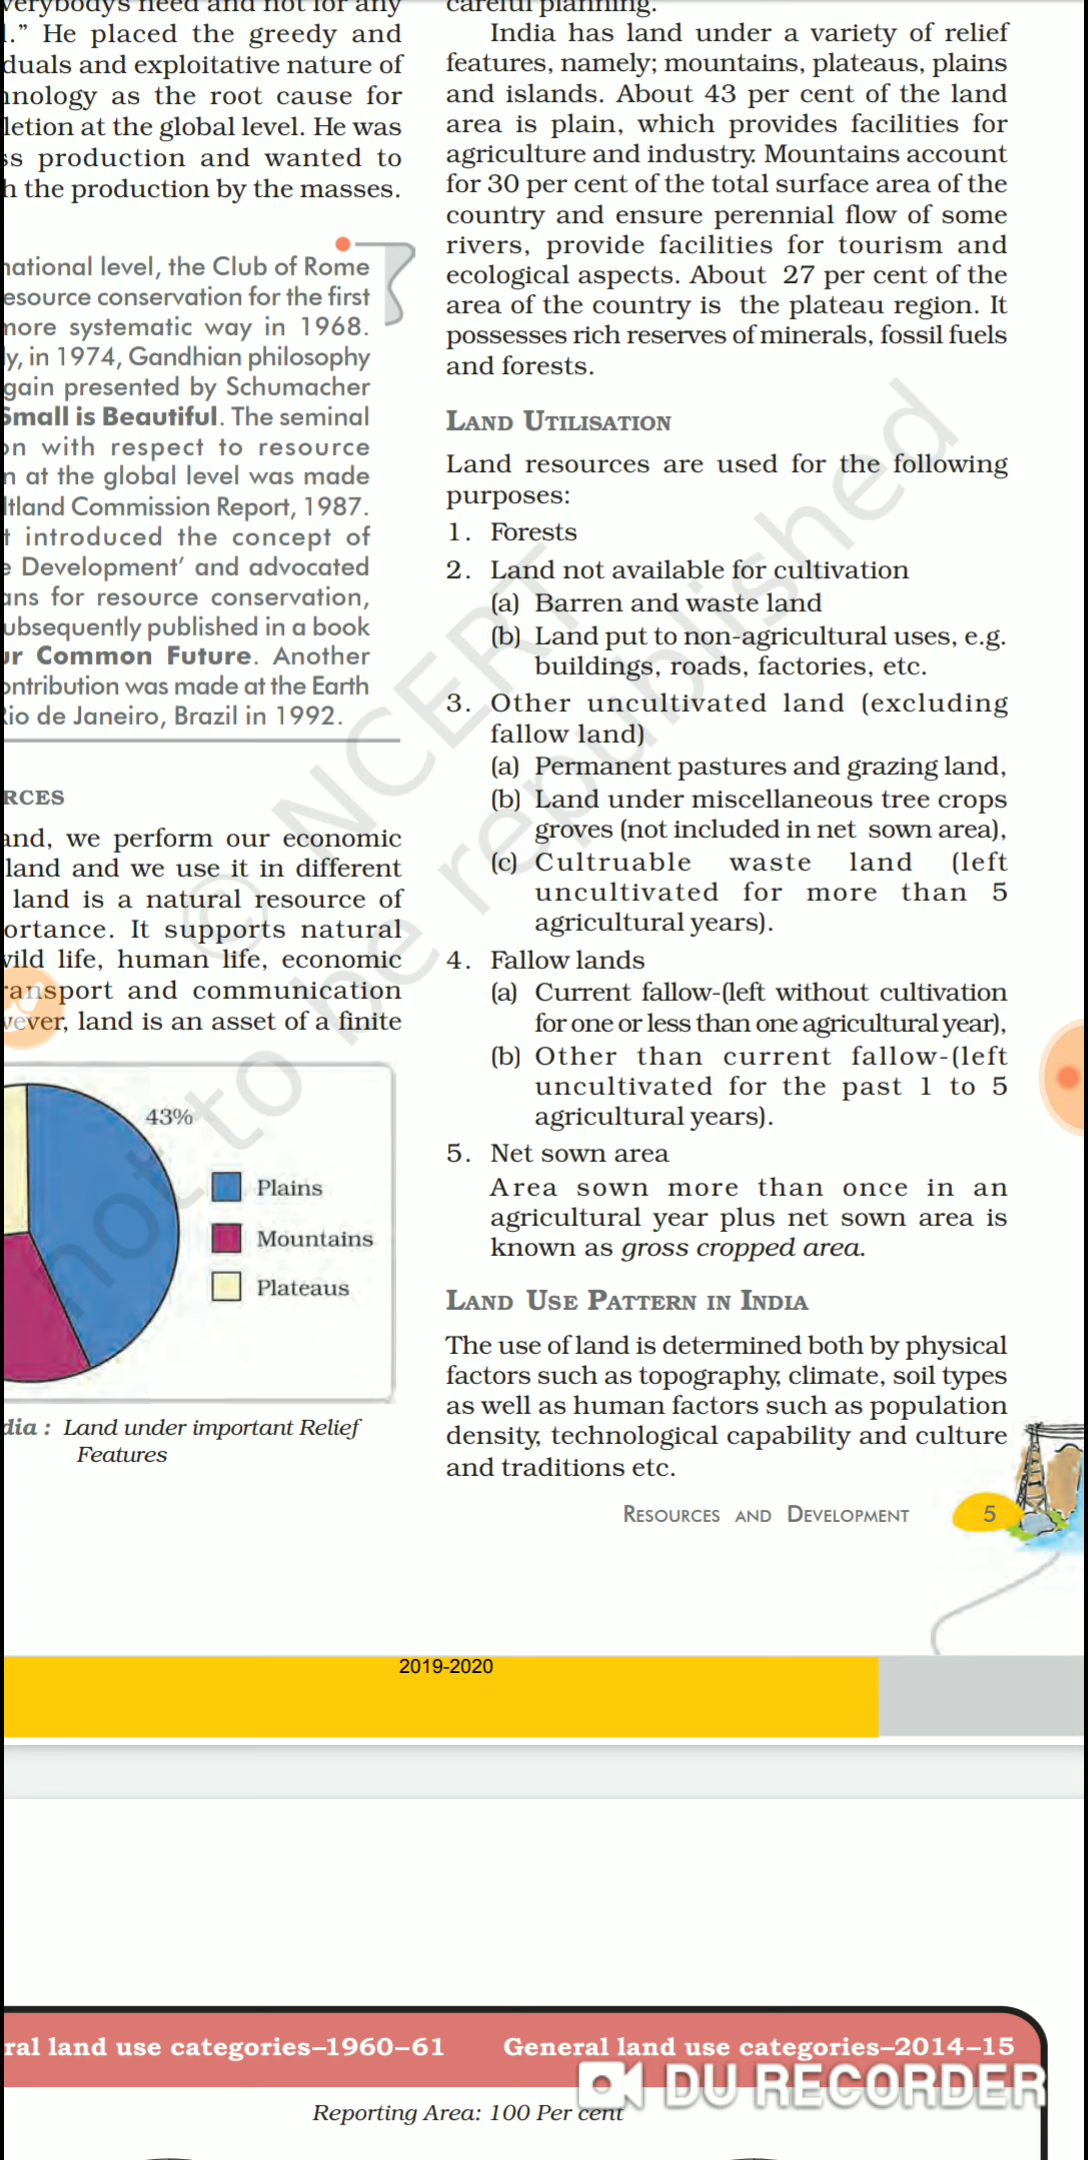 verybody's need and not for any
l.” He placed the greedy and
duals and exploitative nature of
nnology as the root cause for
letion at the global level. He was
ss production and wanted to
h the production by the masses.
national level, the Club of Rome
esource conservation for the first
more systematic way in 1968.
ly, in 1974, Gandhian philosophy
gain presented by Schumacher
Small is Beautiful. The seminal
on with respect to resource
n at the global level was made
ltland Commission Report, 1987.
t introduced the concept of
e Development’ and advocated
ans for resource conservation,
ubsequently published in a book
ur Common Future. Another
ontribution was made at the Earth
Rio de Janeiro, Brazil in 1992.
RCES
and, we perform our economic
land and we use it in different
land is a natural resource of
ortance. It supports natural
wild life, human life, economic
ransport and communication
wever, land is an asset of a finite
43%
Plains
Mountains
Plateaus
dia : Land under important Relief
Features
careful planning.
India has land under a variety of relief
features, namely; mountains, plateaus, plains
and islands. About 43 per cent of the land
area is plain, which provides facilities for
agriculture and industry. Mountains account
for 30 per cent of the total surface area of the
country and ensure perennial flow of some
rivers, provide facilities for tourism and
ecological aspects. About 27 per cent of the
area of the country is the plateau region. It
possesses rich reserves of minerals, fossil fuels
and forests.
LAND UTILISATION
Land resources are used for the following
purposes:
1. Forests
2. Land not available for cultivation
(a) Barren and waste land
(b) Land put to non-agricultural uses, e.g.
buildings, roads, factories, etc.
3. Other uncultivated land (excluding
fallow land)
(a) Permanent pastures and grazing land,
(b) Land under miscellaneous tree crops
groves (not included in net sown area),
(c) Cultruable waste land (left
uncultivated for more than 5
agricultural years).
4. Fallow lands
(a) Current fallow-(left without cultivation
for one or less than one agricultural year),
(b) Other than current fallow-(left
uncultivated for the past 1 to 5
agricultural years).
5. Net sown area
Area sown more than once in an
agricultural year plus net sown area is
known as gross cropped area.
LAND USE PATTERN IN INDIA
The use of land is determined both by physical
factors such as topography, climate, soil types
as well as human factors such as population
density, technological capability and culture
and traditions etc.
RESOURCES AND DEVELOPMENT 5
© NCERT
not to be republished
2019-2020
ral land use categories–1960–61 General land use categories–2014–15
DU RECORDER
Reporting Area: 100 Per cent